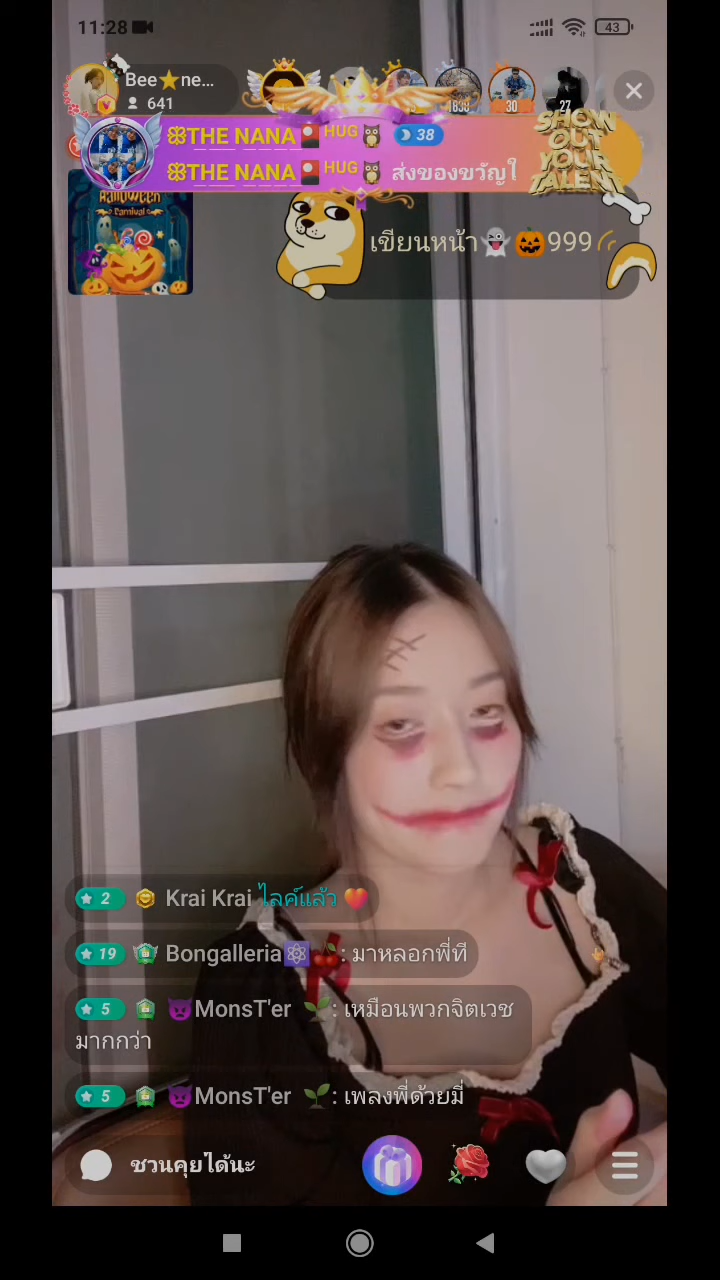 11:28
43
Bee⭐ne...
641
1839
30
27
ꕥTHE NANA🎴ᴴᵁᴳ🦉 38
ꕥTHE NANA🎴ᴴᵁᴳ🦉 ส่งของขวัญใ
SHOW
OUT
YOUR
TALENT
Halloween
Carnival
เขียนหน้า👻🎃999
2 Krai Krai ไลค์แล้ว
19 Bongalleria⚛️🍒: มาหลอกพี่ที
5 😈MonsT'er 🌱: เหมือนพวกจิตเวช
มากกว่า
5 😈MonsT'er 🌱: เพลงพี่ด้วยมี่
ชวนคุยได้นะ